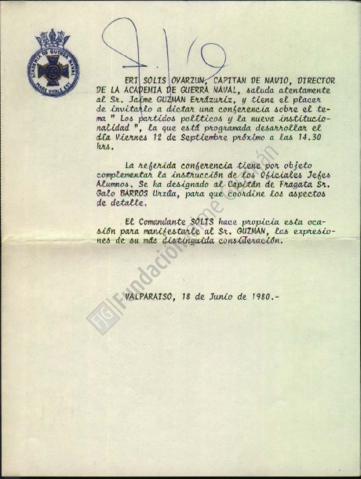 ERI SOLIS OYARZUN, CAPITAN DE NAVIO, DIRECTOR
DE LA ACADEMIA DE GUERRA NAVAL, saluda atentamente
al Sr. Jaime GUZMAN Errázuriz, y tiene el placer
de invitarlo a dictar una conferencia sobre el te-
ma " Los partidos políticos y la nueva institucio-
nalidad ", la que está programada desarrollar el
día Viernes 12 de Septiembre próximo a las 14.30
hrs.
La referida conferencia tiene por objeto
complementar la instrucción de los Oficiales Jefes
Alumnos. Se ha designado al Capitán de Fragata Sr.
Galo BARROS Urzúa, para que coordine los aspectos
de detalle.
El Comandante SOLIS hace propicia esta oca-
sión para manifestarle al Sr. GUZMAN, las expresio-
nes de su más distinguida consideración.
VALPARAISO, 18 de Junio de 1980.-
FJG Fundación Jaime Guzmán